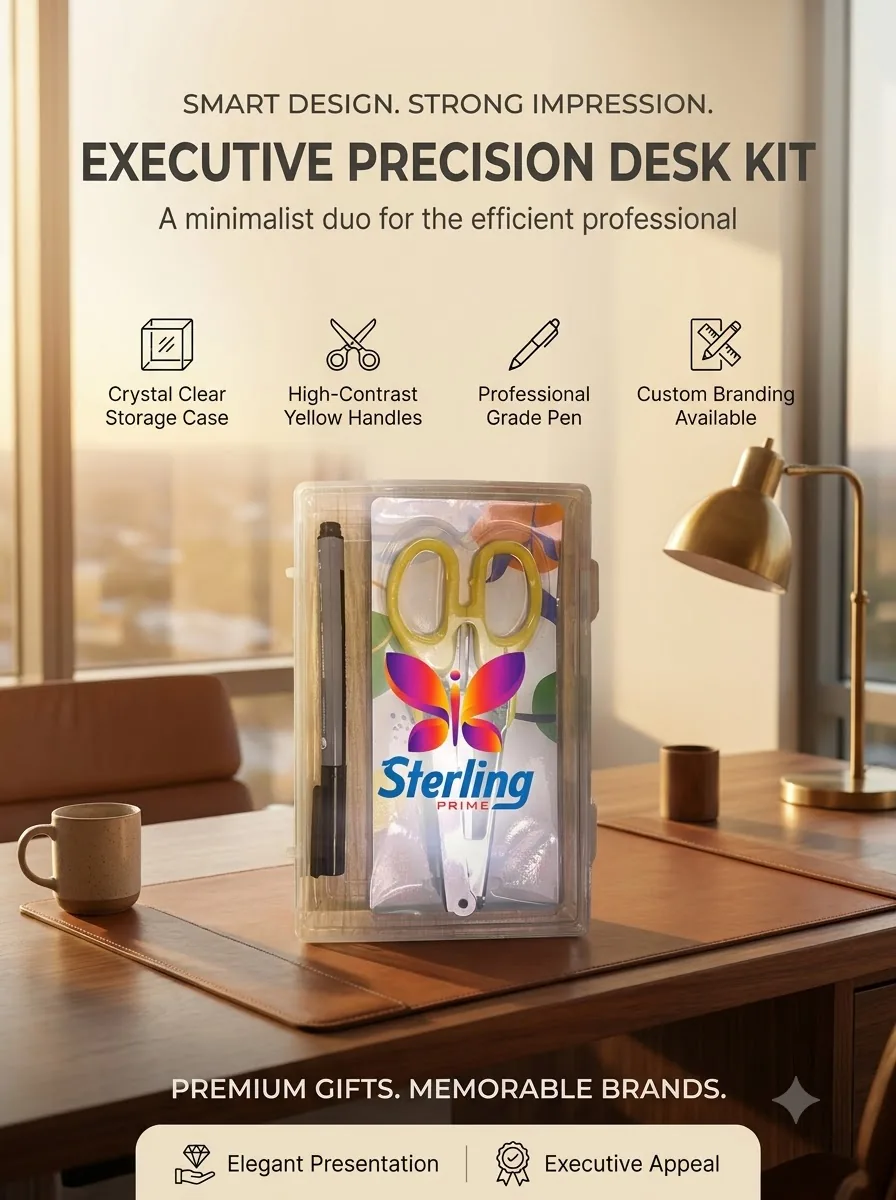 SMART DESIGN. STRONG IMPRESSION.
EXECUTIVE PRECISION DESK KIT
A minimalist duo for the efficient professional
Crystal Clear
Storage Case
High-Contrast
Yellow Handles
Professional
Grade Pen
Custom Branding
Available
Sterling
PRIME
PREMIUM GIFTS. MEMORABLE BRANDS.
Elegant Presentation
Executive Appeal